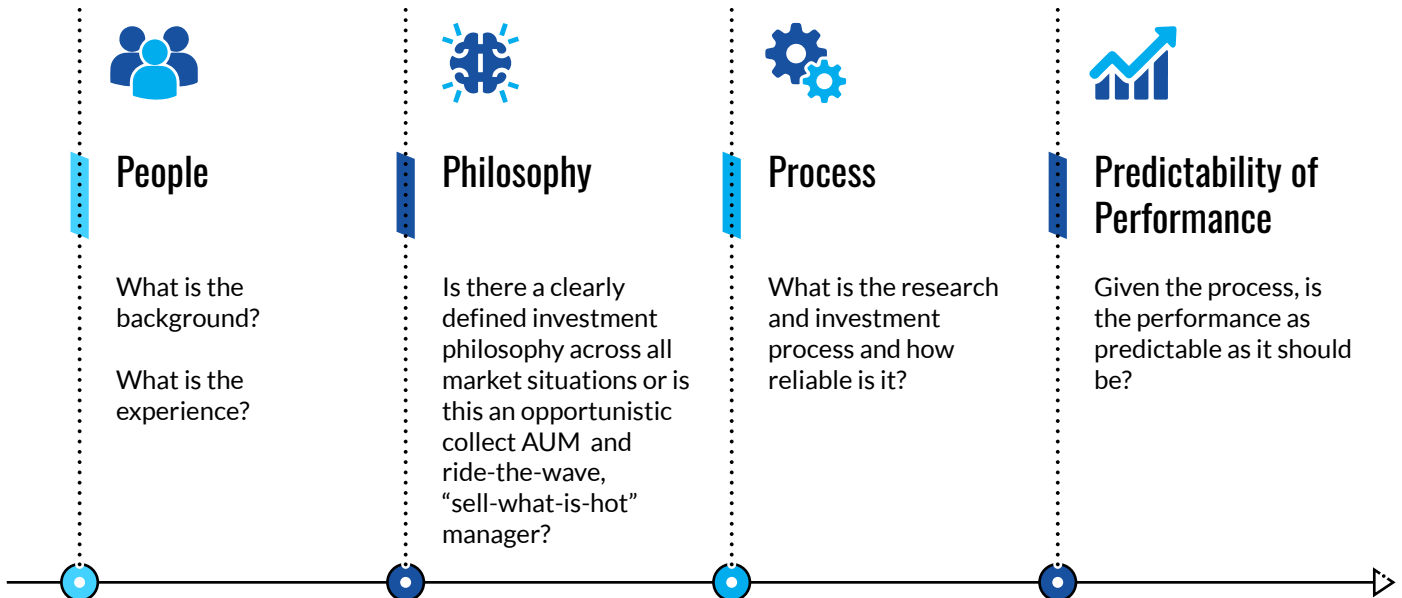 People
What is the
background?
What is the
experience?
Philosophy
Is there a clearly
defined investment
philosophy across all
market situations or is
this an opportunistic
collect AUM  and
ride-the-wave,
“sell-what-is-hot”
manager?
Process
What is the research
and investment
process and how
reliable is it?
Predictability of
Performance
Given the process, is
the performance as
predictable as it should
be?